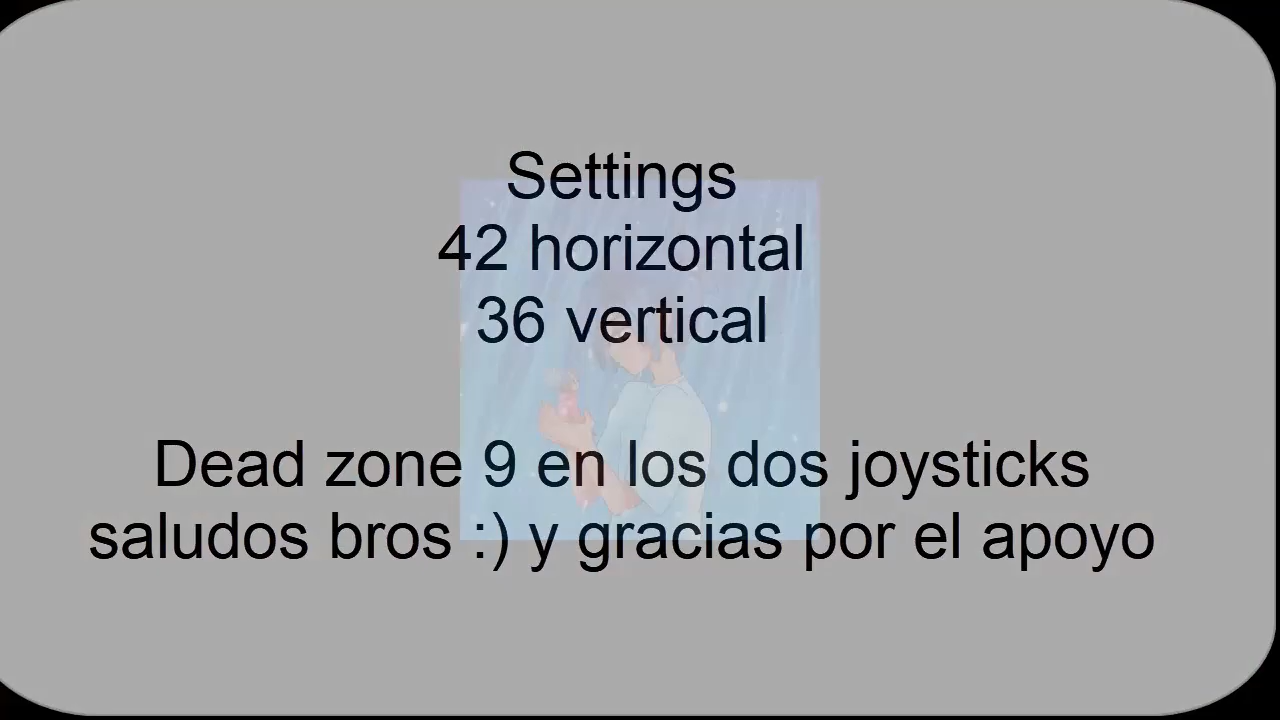 Settings
42 horizontal
36 vertical
Dead zone 9 en los dos joysticks
saludos bros :) y gracias por el apoyo